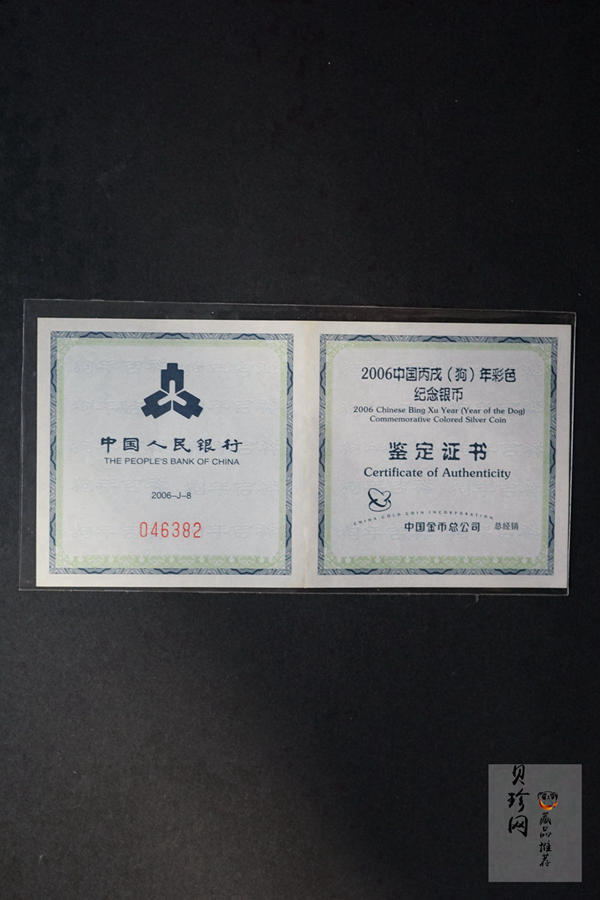 中国人民银行
THE PEOPLE'S BANK OF CHINA
2006-J-8
046382
2006中国丙戌（狗）年彩色
纪念银币
2006 Chinese Bing Xu Year (Year of the Dog)
Commemorative Colored Silver Coin
鉴定证书
Certificate of Authenticity
CHINA GOLD COIN INCORPORATION
中国金币总公司 总经销
贝珍网
藏品推荐